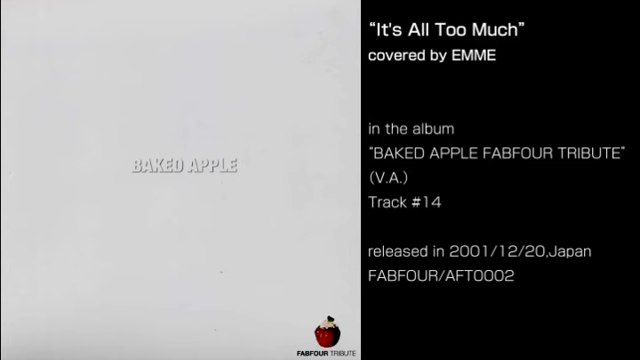 BAKED APPLE
FABFOUR TRIBUTE
“It's All Too Much”
covered by EMME
in the album
“BAKED APPLE FABFOUR TRIBUTE”
(V.A.)
Track #14
released in 2001/12/20,Japan
FABFOUR/AFT0002